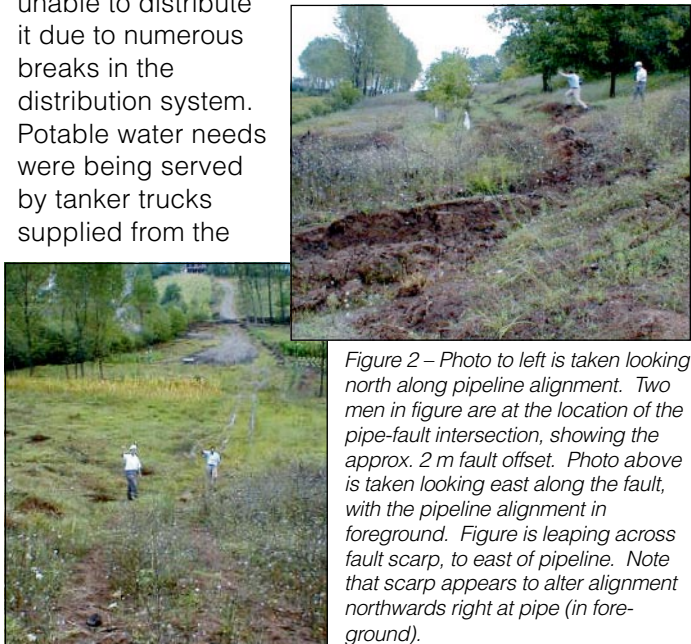 unable to distribute
it due to numerous
breaks in the
distribution system.
Potable water needs
were being served
by tanker trucks
supplied from the
Figure 2 – Photo to left is taken looking
north along pipeline alignment. Two
men in figure are at the location of the
pipe-fault intersection, showing the
approx. 2 m fault offset. Photo above
is taken looking east along the fault,
with the pipeline alignment in
foreground. Figure is leaping across
fault scarp, to east of pipeline. Note
that scarp appears to alter alignment
northwards right at pipe (in fore-
ground).